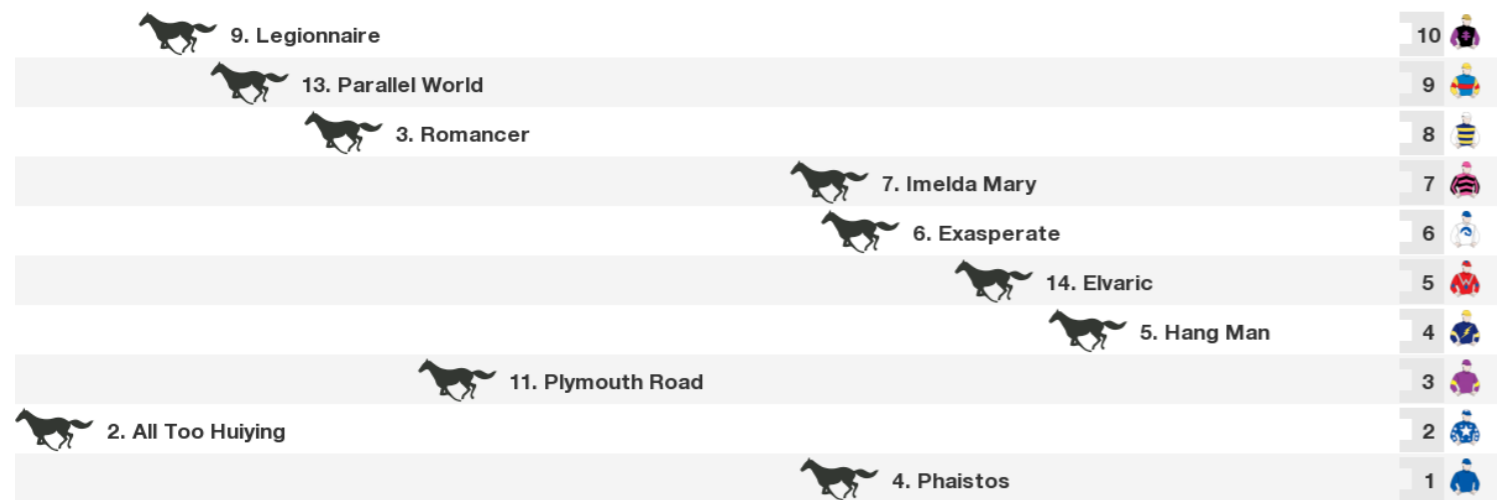 9. Legionnaire 10
13. Parallel World 9
3. Romancer 8
7. Imelda Mary 7
6. Exasperate 6
14. Elvaric 5
5. Hang Man 4
11. Plymouth Road 3
2. All Too Huiying 2
4. Phaistos 1